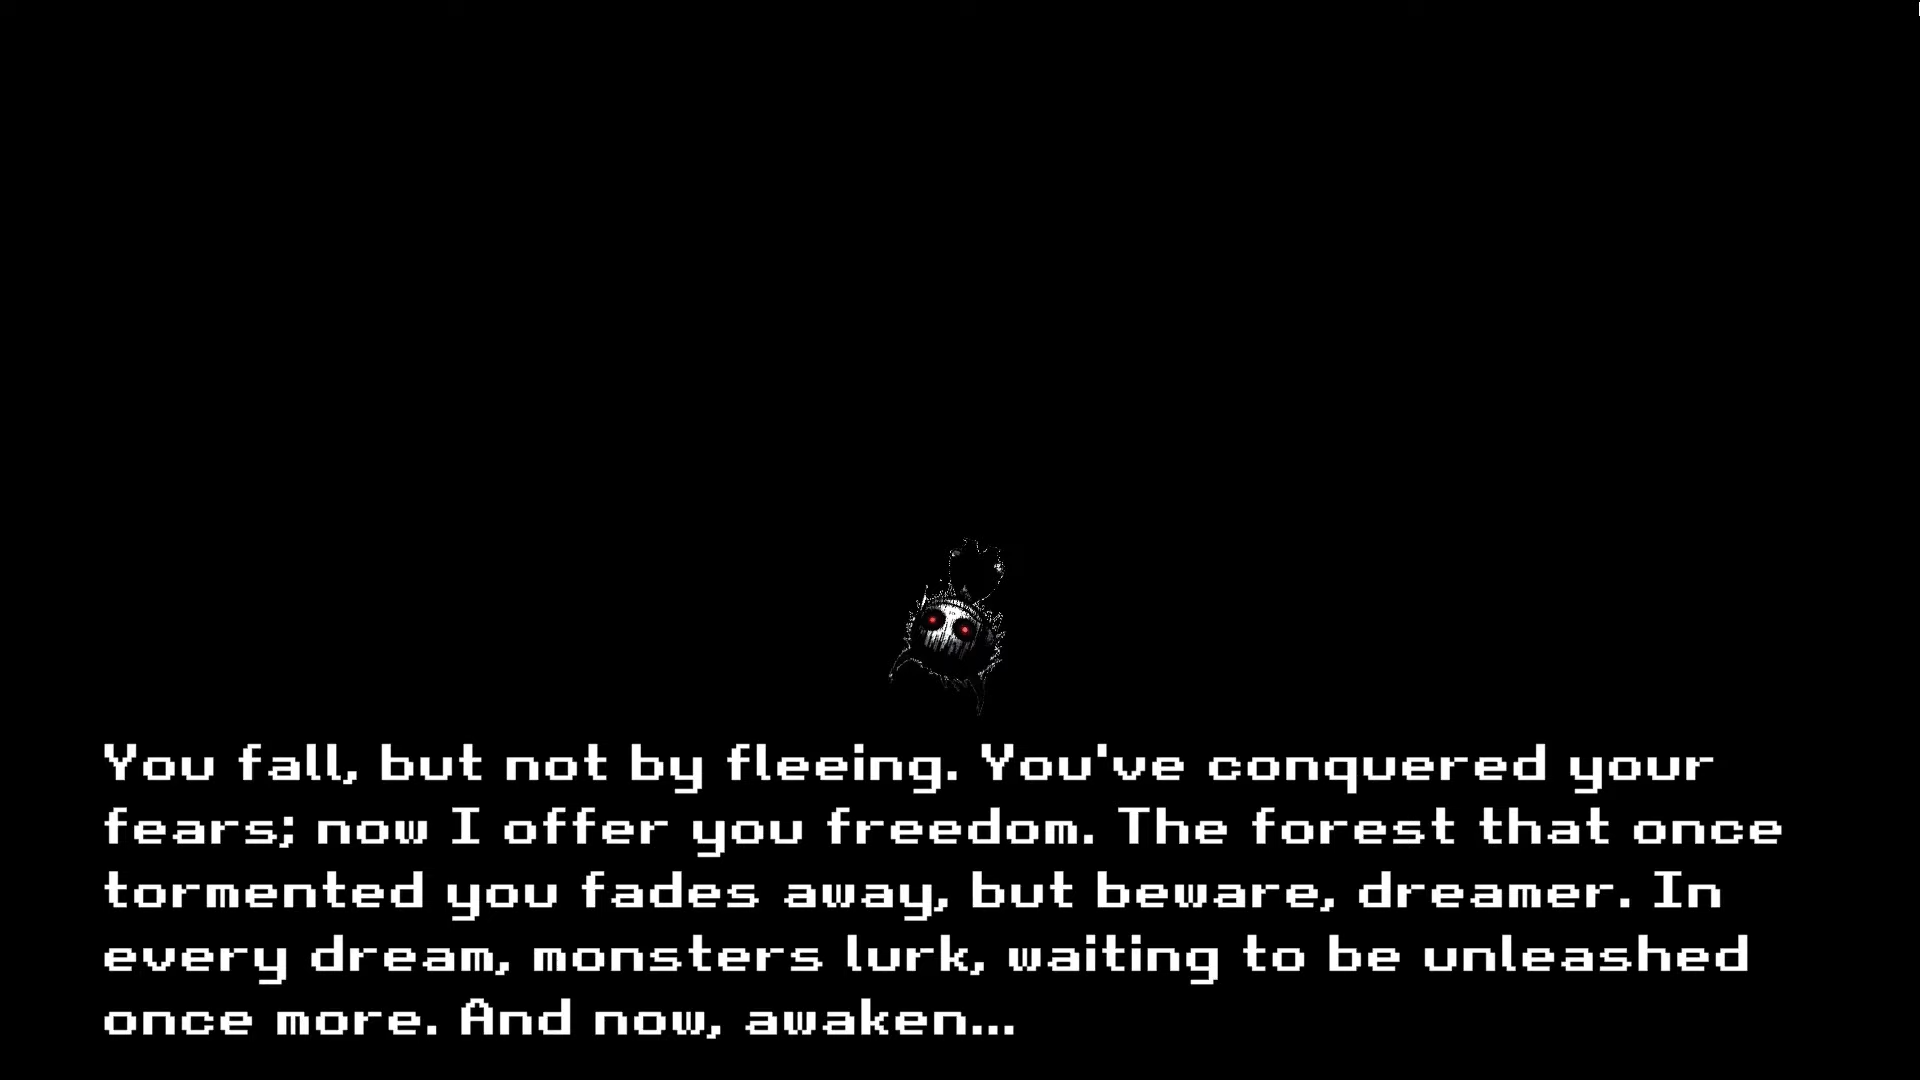 You fall, but not by fleeing. You've conquered your
fears; now I offer you freedom. The forest that once
tormented you fades away, but beware, dreamer. In
every dream, monsters lurk, waiting to be unleashed
once more. And now, awaken...